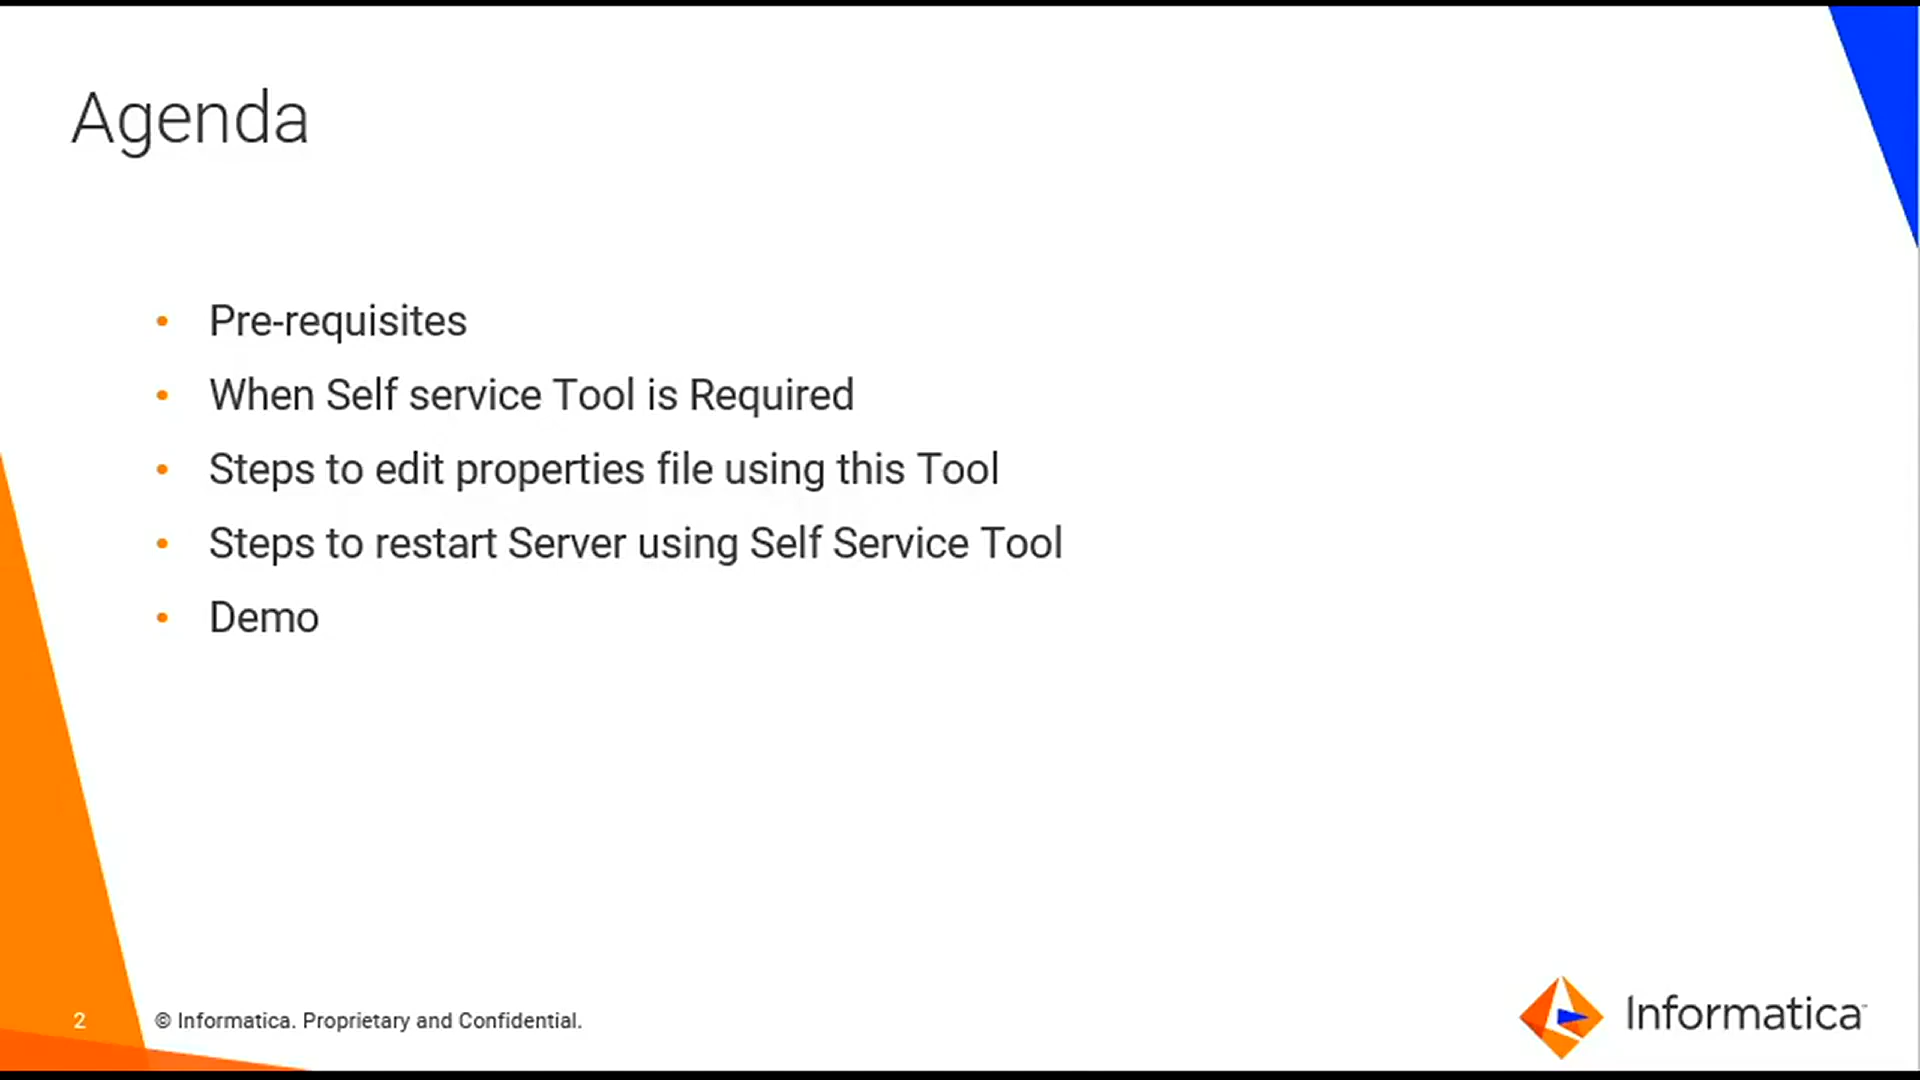 Agenda
• Pre-requisites
• When Self service Tool is Required
• Steps to edit properties file using this Tool
• Steps to restart Server using Self Service Tool
• Demo
2 © Informatica. Proprietary and Confidential.
Informatica™